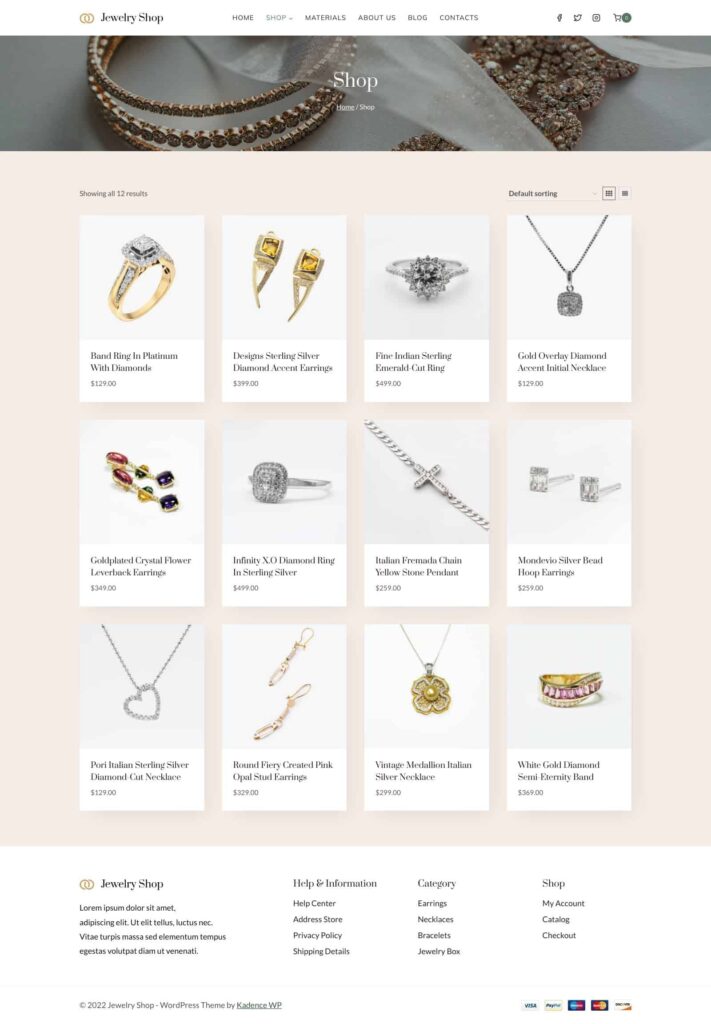 Jewelry Shop
HOME SHOP MATERIALS ABOUT US BLOG CONTACTS
0
Shop
Home / Shop
Showing all 12 results
Default sorting
Band Ring In Platinum
With Diamonds
$129.00
Designs Sterling Silver
Diamond Accent Earrings
$399.00
Fine Indian Sterling
Emerald-Cut Ring
$499.00
Gold Overlay Diamond
Accent Initial Necklace
$129.00
Goldplated Crystal Flower
Leverback Earrings
$349.00
Infinity X.O Diamond Ring
In Sterling Silver
$499.00
Italian Fremada Chain
Yellow Stone Pendant
$259.00
Mondevio Silver Bead
Hoop Earrings
$259.00
Pori Italian Sterling Silver
Diamond-Cut Necklace
$129.00
Round Fiery Created Pink
Opal Stud Earrings
$329.00
Vintage Medallion Italian
Silver Necklace
$299.00
White Gold Diamond
Semi-Eternity Band
$369.00
Jewelry Shop
Lorem ipsum dolor sit amet,
adipiscing elit. Ut elit tellus, luctus nec.
Vitae turpis massa sed elementum tempus
egestas volutpat diam ut venenati.
Help & Information
Help Center
Address Store
Privacy Policy
Shipping Details
Category
Earrings
Necklaces
Bracelets
Jewelry Box
Shop
My Account
Catalog
Checkout
© 2022 Jewelry Shop - WordPress Theme by Kadence WP
VISA PayPal Maestro MasterCard DISCOVER